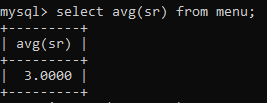 mysql> select avg(sr) from menu;
+---------+
| avg(sr) |
+---------+
| 3.0000 |
+---------+